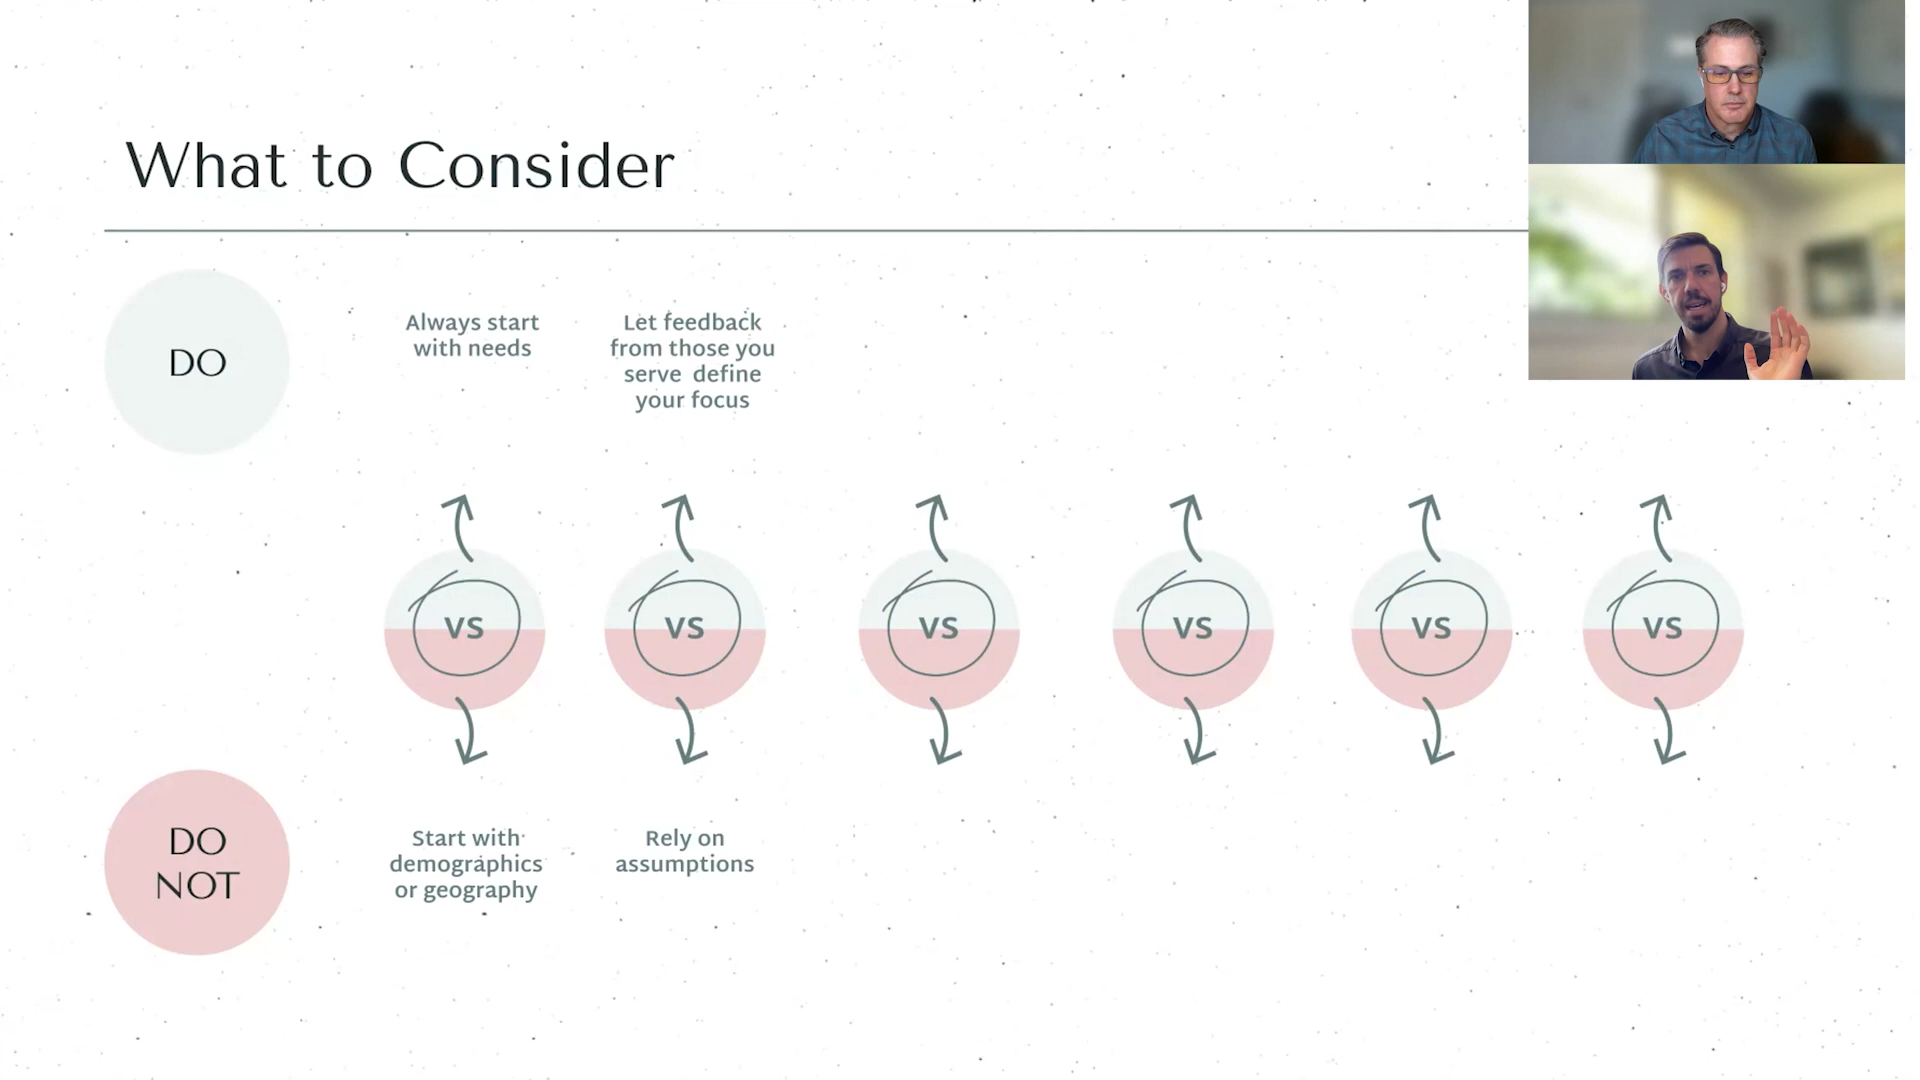 What to Consider
DO
Always start
with needs
Let feedback
from those you
serve define
your focus
VS
VS
VS
VS
VS
VS
DO
NOT
Start with
demographics
or geography
Rely on
assumptions